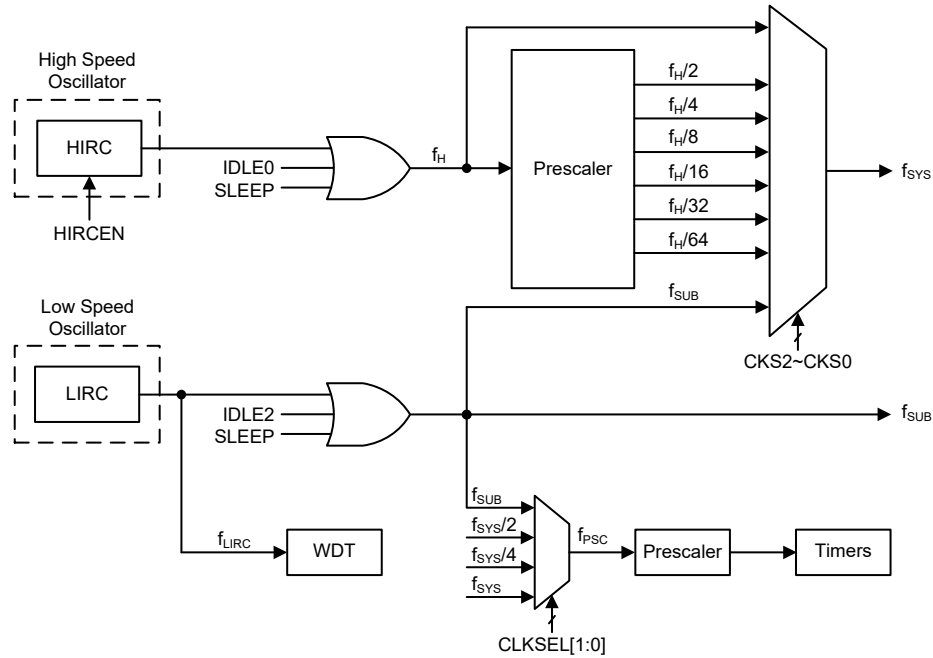 High Speed
Oscillator
HIRC
HIRCEN
IDLE0
SLEEP
fH
Prescaler
fH/2
fH/4
fH/8
fH/16
fH/32
fH/64
fSUB
fSYS
CKS2~CKS0
Low Speed
Oscillator
LIRC
IDLE2
SLEEP
fSUB
fLIRC
WDT
fSUB
fSYS/2
fSYS/4
fSYS
fPSC
Prescaler
Timers
CLKSEL[1:0]